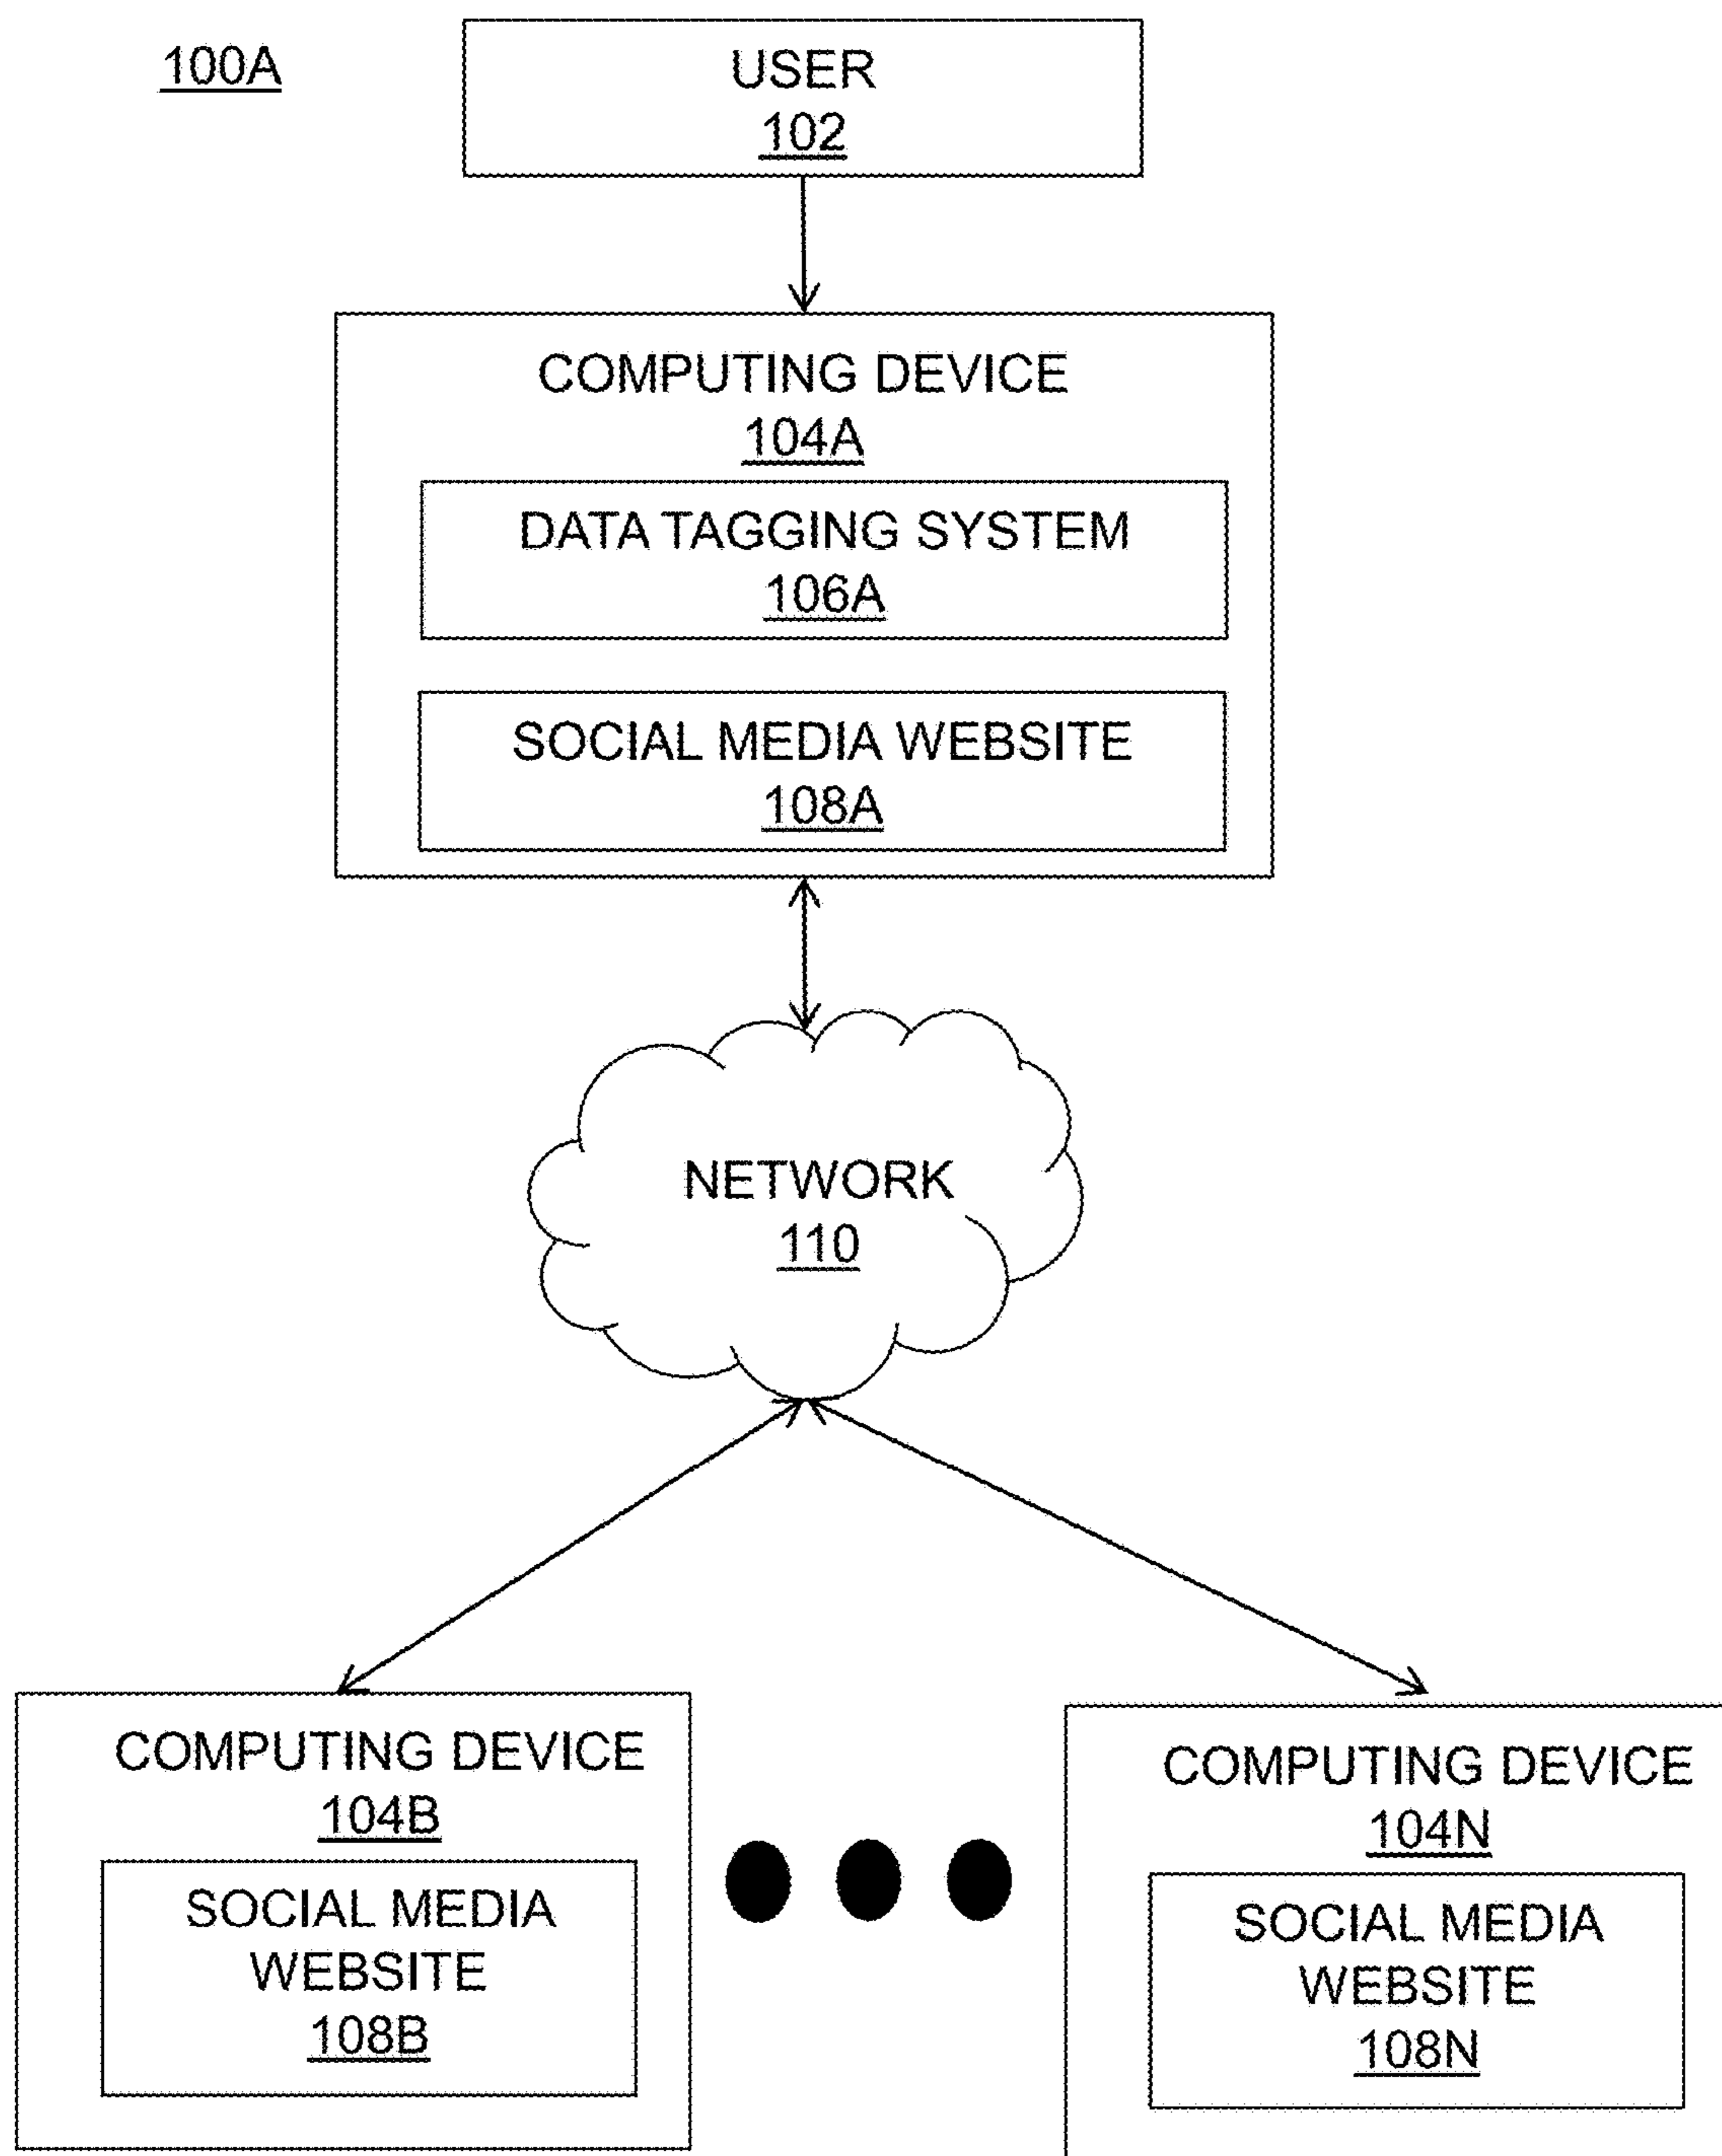 100A
USER
102
COMPUTING DEVICE
104A
DATA TAGGING SYSTEM
106A
SOCIAL MEDIA WEBSITE
108A
NETWORK
110
COMPUTING DEVICE
104B
SOCIAL MEDIA
WEBSITE
108B
COMPUTING DEVICE
104N
SOCIAL MEDIA
WEBSITE
108N